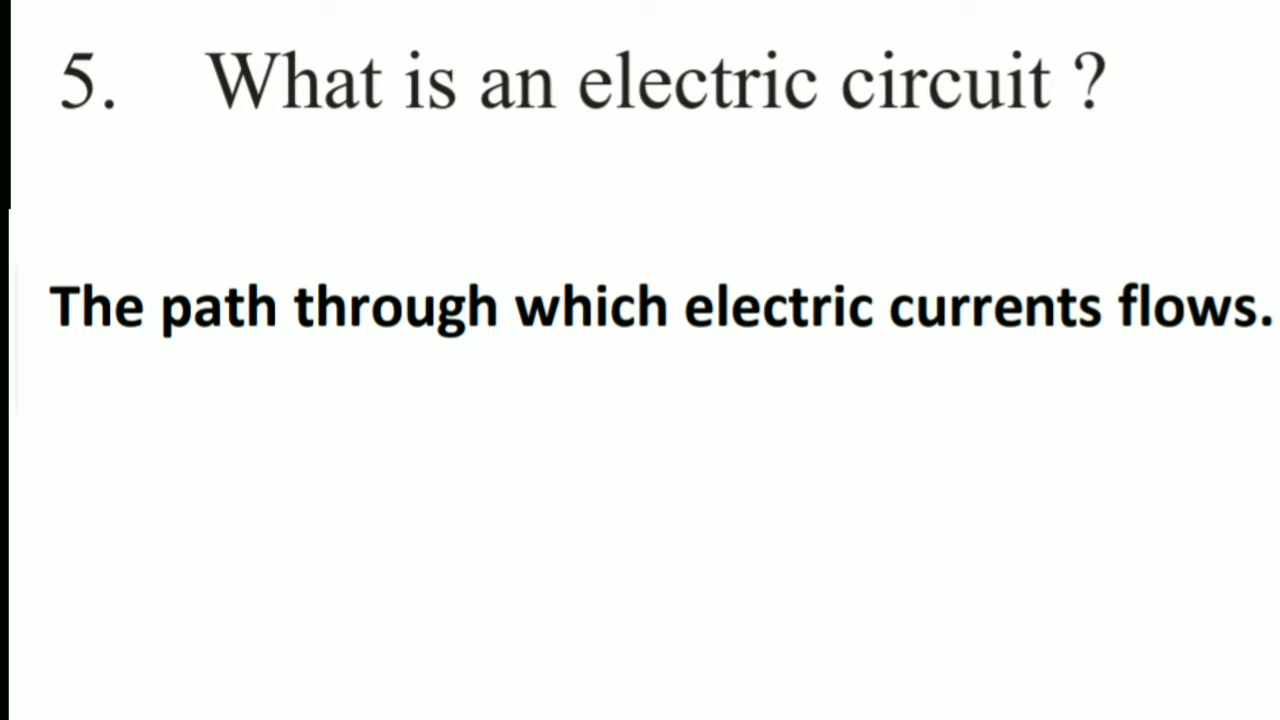 5. What is an electric circuit ?
The path through which electric currents flows.